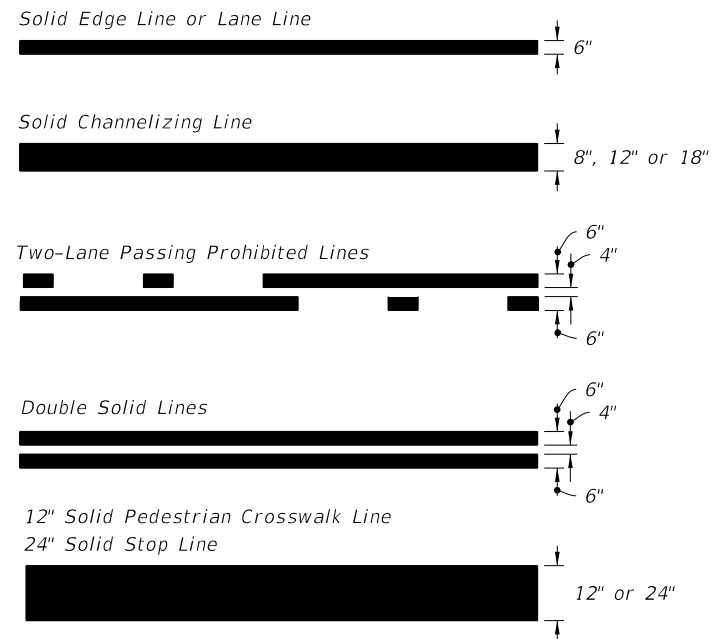 Solid Edge Line or Lane Line
6"
Solid Channelizing Line
8", 12" or 18"
6"
Two-Lane Passing Prohibited Lines
4"
6"
6"
Double Solid Lines
4"
6"
12" Solid Pedestrian Crosswalk Line
24" Solid Stop Line
12" or 24"